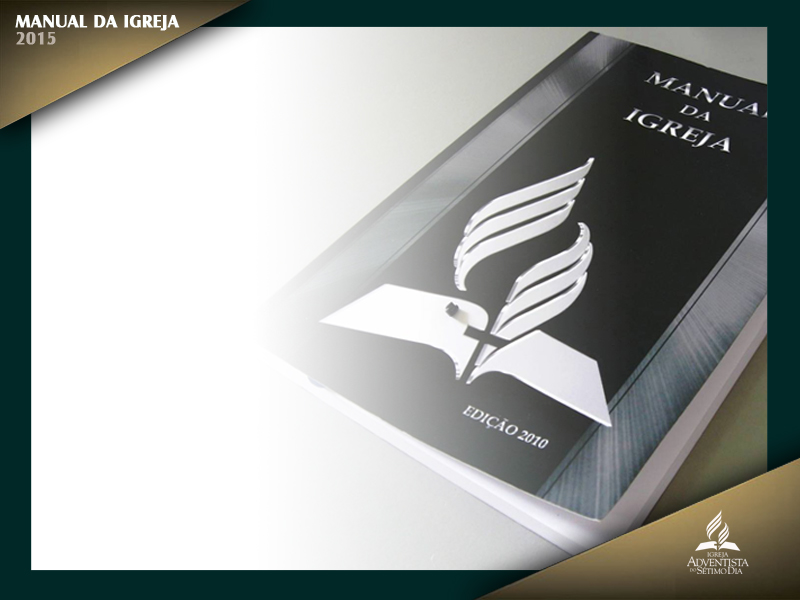 MANUAL DA IGREJA
2015
MANUAL
DA
IGREJA
EDIÇÃO 2010
IGREJA
ADVENTISTA
DO SÉTIMO DIA